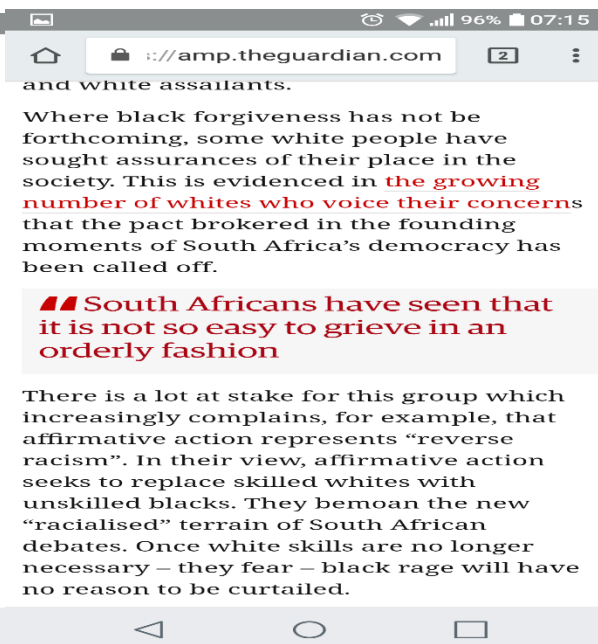 96% 07:15
://amp.theguardian.com 2
and white assailants.
Where black forgiveness has not be
forthcoming, some white people have
sought assurances of their place in the
society. This is evidenced in the growing
number of whites who voice their concerns
that the pact brokered in the founding
moments of South Africa’s democracy has
been called off.
South Africans have seen that
it is not so easy to grieve in an
orderly fashion
There is a lot at stake for this group which
increasingly complains, for example, that
affirmative action represents “reverse
racism”. In their view, affirmative action
seeks to replace skilled whites with
unskilled blacks. They bemoan the new
“racialised” terrain of South African
debates. Once white skills are no longer
necessary – they fear – black rage will have
no reason to be curtailed.